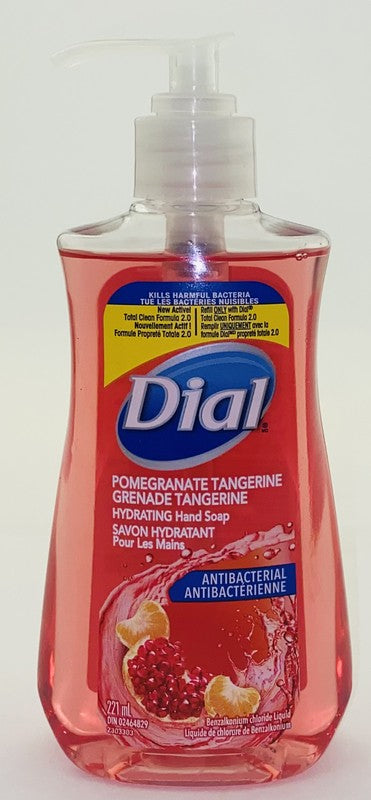 KILLS HARMFUL BACTERIA
TUE LES BACTÉRIES NUISIBLES
New Active!
Total Clean Formula 2.0
Nouvellement Actif !
Formule Propreté Totale 2.0
Refill ONLY with Dial
Total Clean Formula 2.0
Remplir UNIQUEMENT avec la
formule Dial propreté totale 2.0
Dial
POMEGRANATE TANGERINE
GRENADE TANGERINE
HYDRATING Hand Soap
SAVON HYDRATANT
Pour Les Mains
ANTIBACTERIAL
ANTIBACTÉRIENNE
221 ml
DIN 02464829
2303303
Benzalkonium chloride Liquid
Liquide de chlorure de Benzalkonium